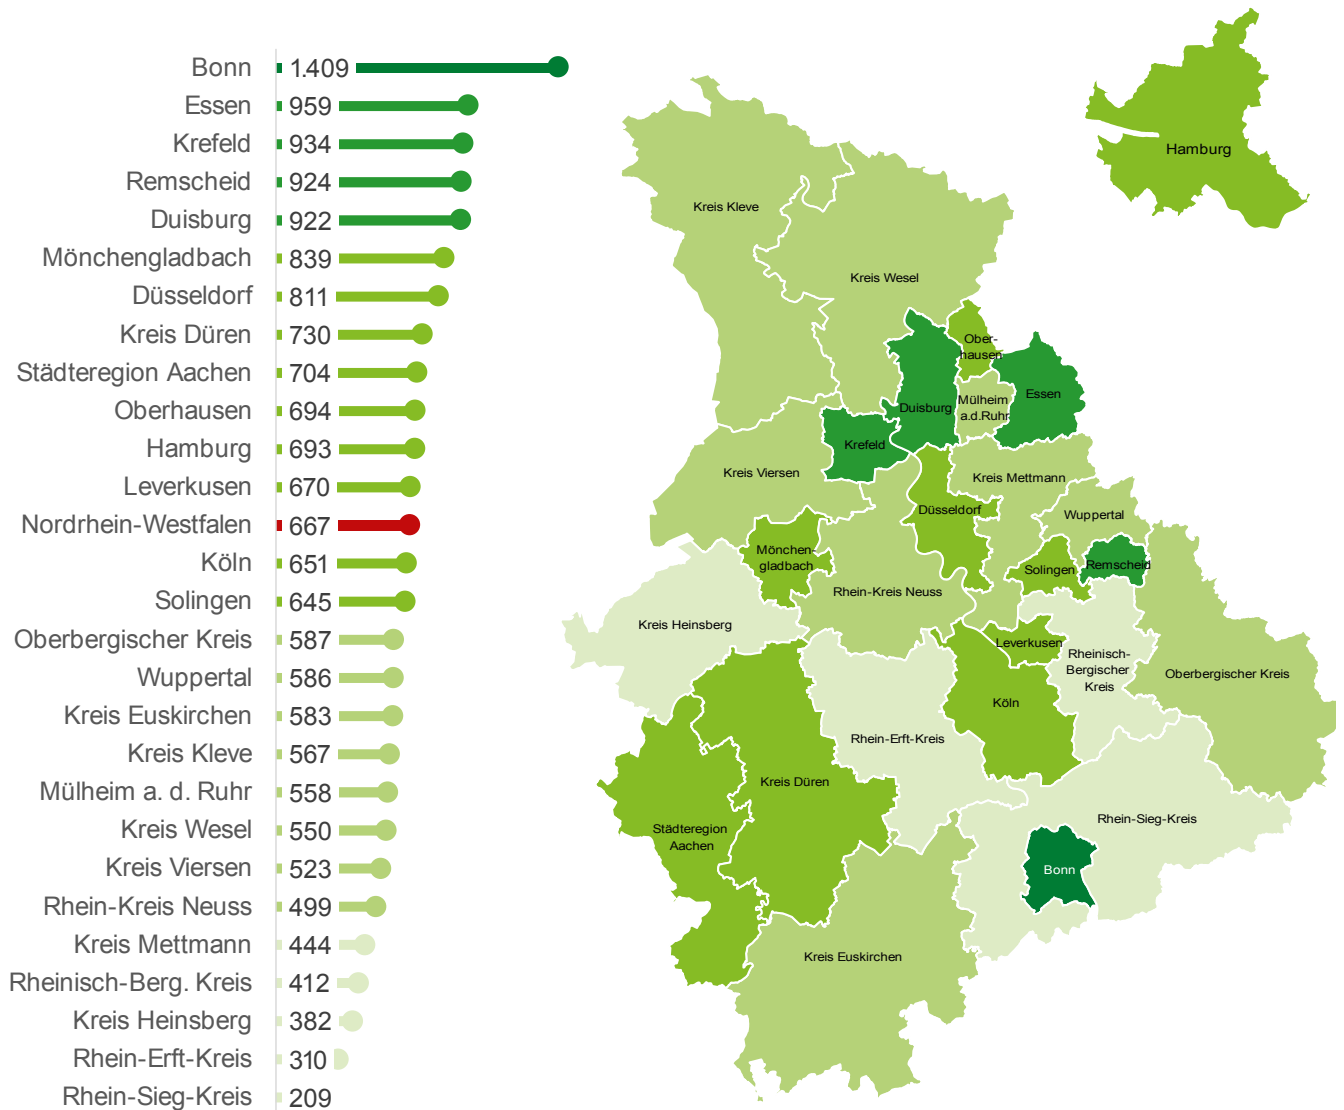 Bonn 1.409
Essen 959
Krefeld 934
Remscheid 924
Duisburg 922
Mönchengladbach 839
Düsseldorf 811
Kreis Düren 730
Städteregion Aachen 704
Oberhausen 694
Hamburg 693
Leverkusen 670
Nordrhein-Westfalen 667
Köln 651
Solingen 645
Oberbergischer Kreis 587
Wuppertal 586
Kreis Euskirchen 583
Kreis Kleve 567
Mülheim a. d. Ruhr 558
Kreis Wesel 550
Kreis Viersen 523
Rhein-Kreis Neuss 499
Kreis Mettmann 444
Rheinisch-Berg. Kreis 412
Kreis Heinsberg 382
Rhein-Erft-Kreis 310
Rhein-Sieg-Kreis 209
Hamburg
Kreis Kleve
Kreis Wesel
Ober-
hausen
Duisburg
Mülheim
a.d.Ruhr
Essen
Krefeld
Kreis Viersen
Kreis Mettmann
Düsseldorf
Wuppertal
Mönchen-
gladbach
Solingen
Remscheid
Rhein-Kreis Neuss
Kreis Heinsberg
Leverkusen
Rheinisch-
Bergischer
Kreis
Oberbergischer Kreis
Köln
Rhein-Erft-Kreis
Kreis Düren
Städteregion
Aachen
Rhein-Sieg-Kreis
Bonn
Kreis Euskirchen